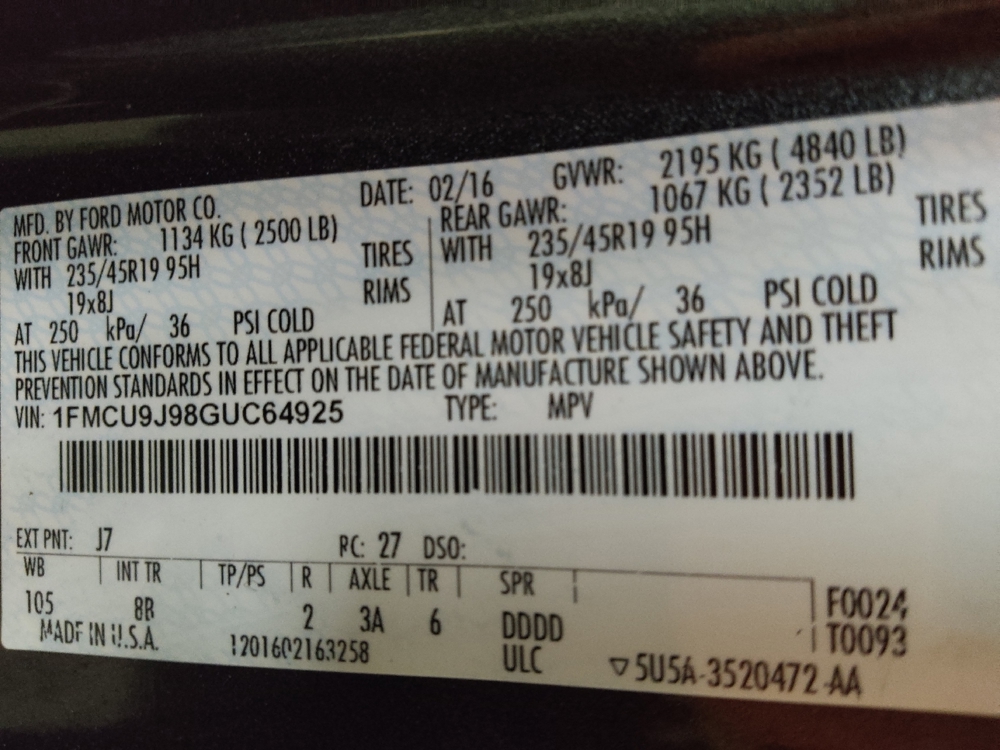 MFD. BY FORD MOTOR CO. DATE: 02/16 GVWR: 2195 KG ( 4840 LB)
FRONT GAWR: 1134 KG ( 2500 LB) REAR GAWR: 1067 KG ( 2352 LB)
WITH 235/45R19 95H TIRES WITH 235/45R19 95H TIRES
19x8J RIMS 19x8J RIMS
AT 250 kPa/ 36 PSI COLD AT 250 kPa/ 36 PSI COLD
THIS VEHICLE CONFORMS TO ALL APPLICABLE FEDERAL MOTOR VEHICLE SAFETY AND THEFT
PREVENTION STANDARDS IN EFFECT ON THE DATE OF MANUFACTURE SHOWN ABOVE.
VIN: 1FMCU9J98GUC64925 TYPE: MPV
EXT PNT: J7 RC: 27 DSO:
WB INT TR TP/PS R AXLE TR SPR
105 8B 2 3A 6 DDDD F0024
MADE IN U.S.A. 1201602163258 ULC T0093
▽5U5A-3520472-AA